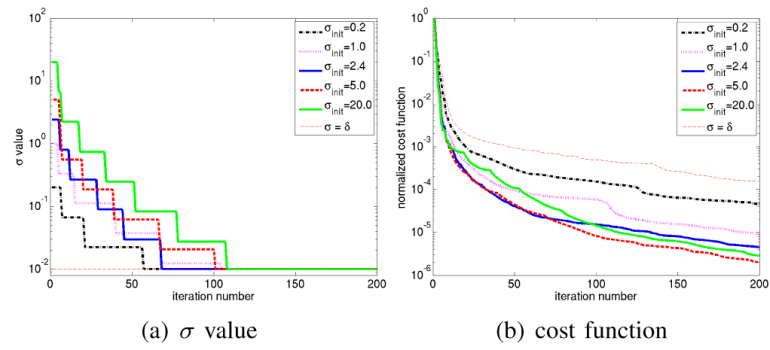 10^2
10^1
10^0
10^-1
10^-2
σ value
0
50
100
150
200
iteration number
σ_init=0.2
σ_init=1.0
σ_init=2.4
σ_init=5.0
σ_init=20.0
σ = δ
(a) σ value
10^0
10^-1
10^-2
10^-3
10^-4
10^-5
10^-6
normalized cost function
0
50
100
150
200
iteration number
σ_init=0.2
σ_init=1.0
σ_init=2.4
σ_init=5.0
σ_init=20.0
σ = δ
(b) cost function